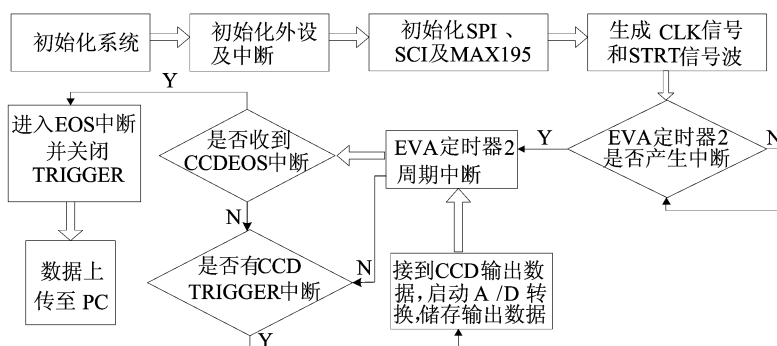 初始化系统
初始化外设
及中断
初始化SPI、
SCI及MAX195
生成 CLK信号
和STRT信号波
Y
进入EOS中断
并关闭
TRIGGER
是否收到
CCDEOS中断
EVA定时器2
周期中断
Y
EVA定时器2
是否产生中断
N
N
数据上
传至 PC
是否有CCD
TRIGGER中断
N
接到CCD输出数
据,启动 A /D 转
换,储存输出数据
Y